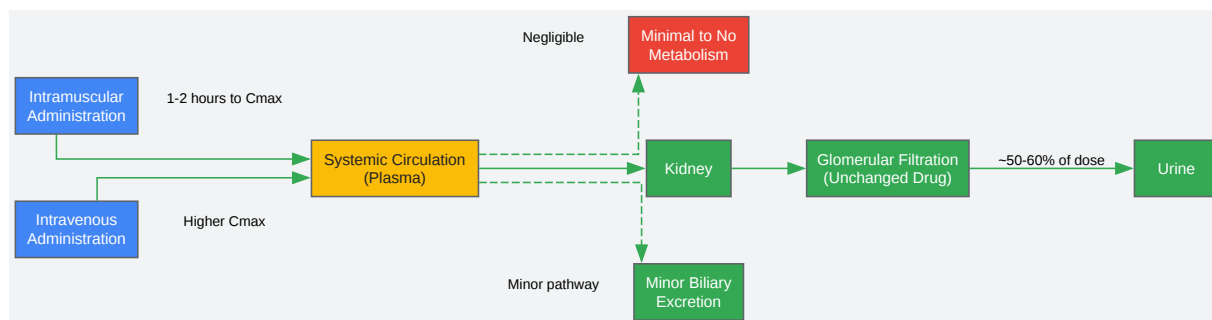 Negligible
Minimal to No
Metabolism
Intramuscular
Administration
1-2 hours to Cmax
Systemic Circulation
(Plasma)
Kidney
Glomerular Filtration
(Unchanged Drug)
~50-60% of dose
Urine
Intravenous
Administration
Higher Cmax
Minor pathway
Minor Biliary
Excretion